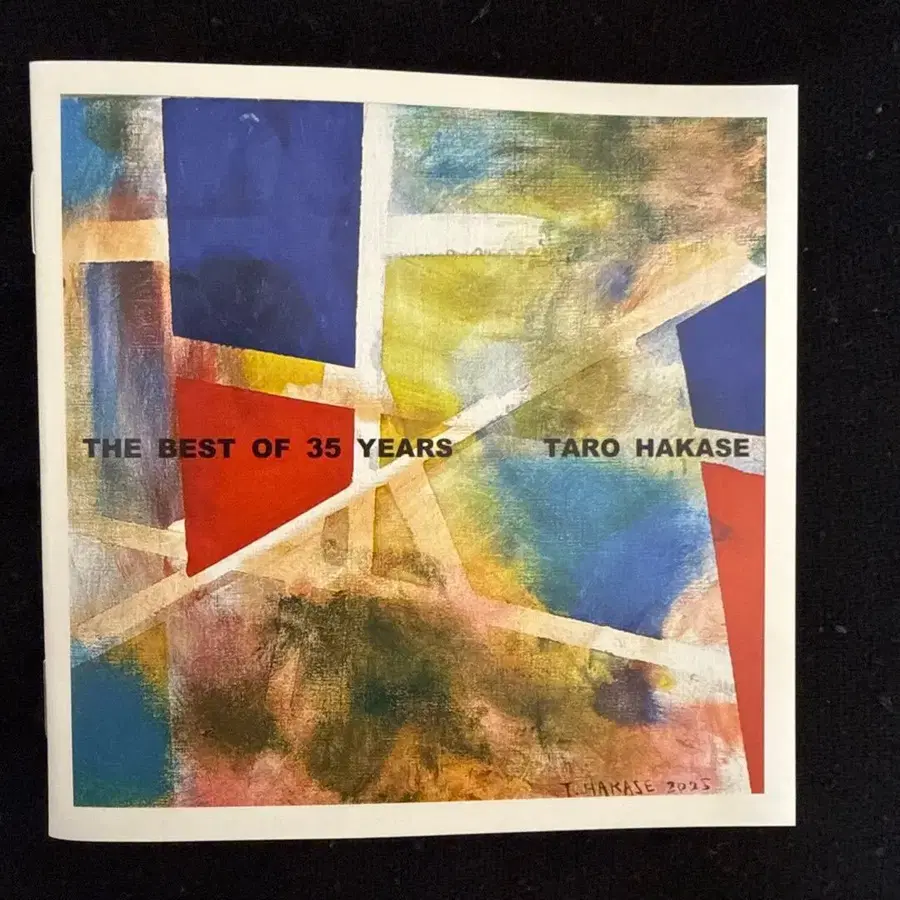 THE BEST OF 35 YEARS TARO HAKASE
T. HAKASE 2025